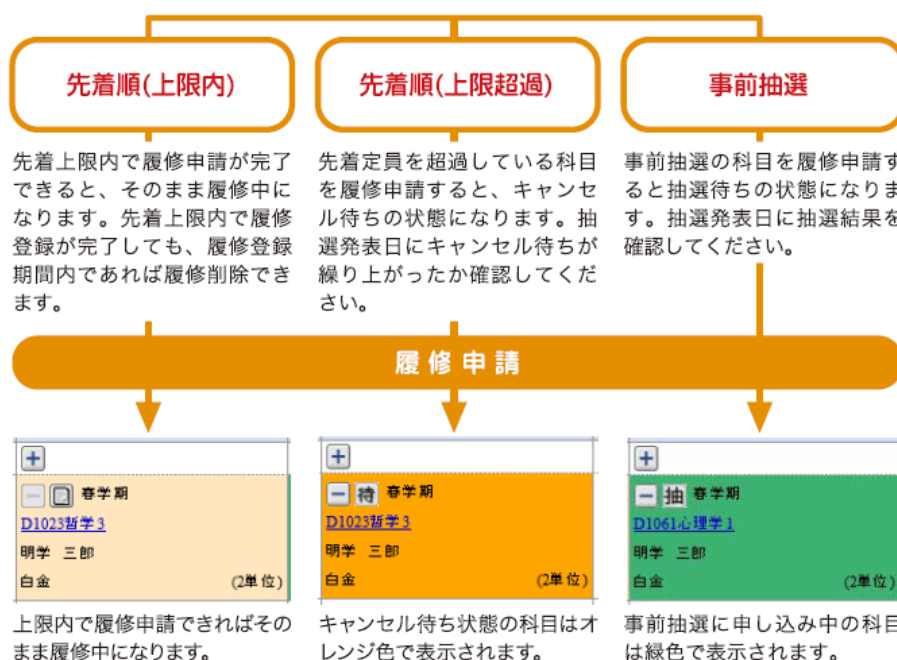 先着順(上限内)
先着上限内で履修申請が完了
できると、そのまま履修中に
なります。先着上限内で履修
登録が完了しても、履修登録
期間内であれば履修削除でき
ます。
先着順(上限超過)
先着定員を超過している科目
を履修申請すると、キャンセ
ル待ちの状態になります。抽
選発表日にキャンセル待ちが
繰り上がったか確認してくだ
さい。
事前抽選
事前抽選の科目を履修申請す
ると抽選待ちの状態になりま
す。抽選発表日に抽選結果を
確認してください。
履修申請
春学期
D1023哲学3
明学 三郎
白金 (2単位)
上限内で履修申請できればその
まま履修中になります。
待 春学期
D1023哲学3
明学 三郎
白金 (2単位)
キャンセル待ち状態の科目はオ
レンジ色で表示されます。
抽 春学期
D1061心理学1
明学 三郎
白金 (2単位)
事前抽選に申し込み中の科目
は緑色で表示されます。